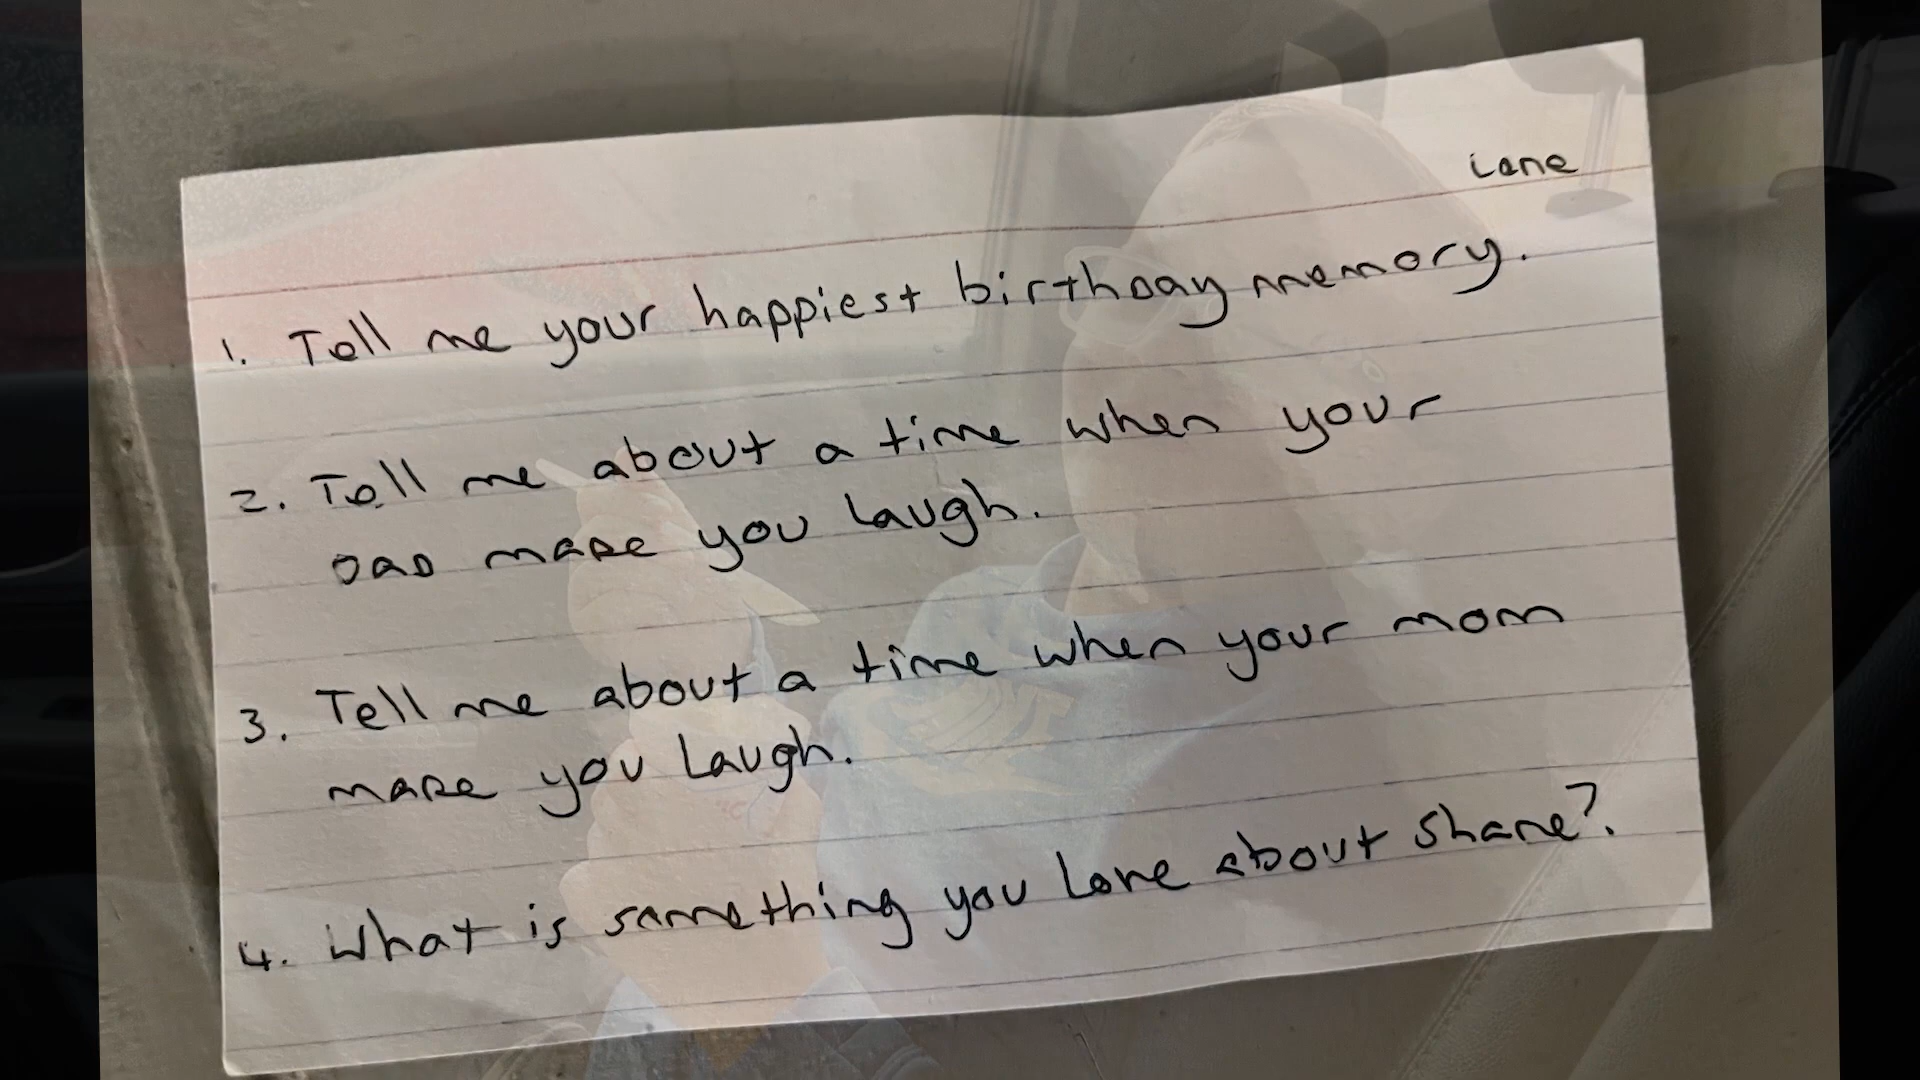 Lane
1. Tell me your happiest birthday memory.
2. Tell me about a time when your
dad made you laugh.
3. Tell me about a time when your mom
made you laugh.
4. What is something you love about Shane?